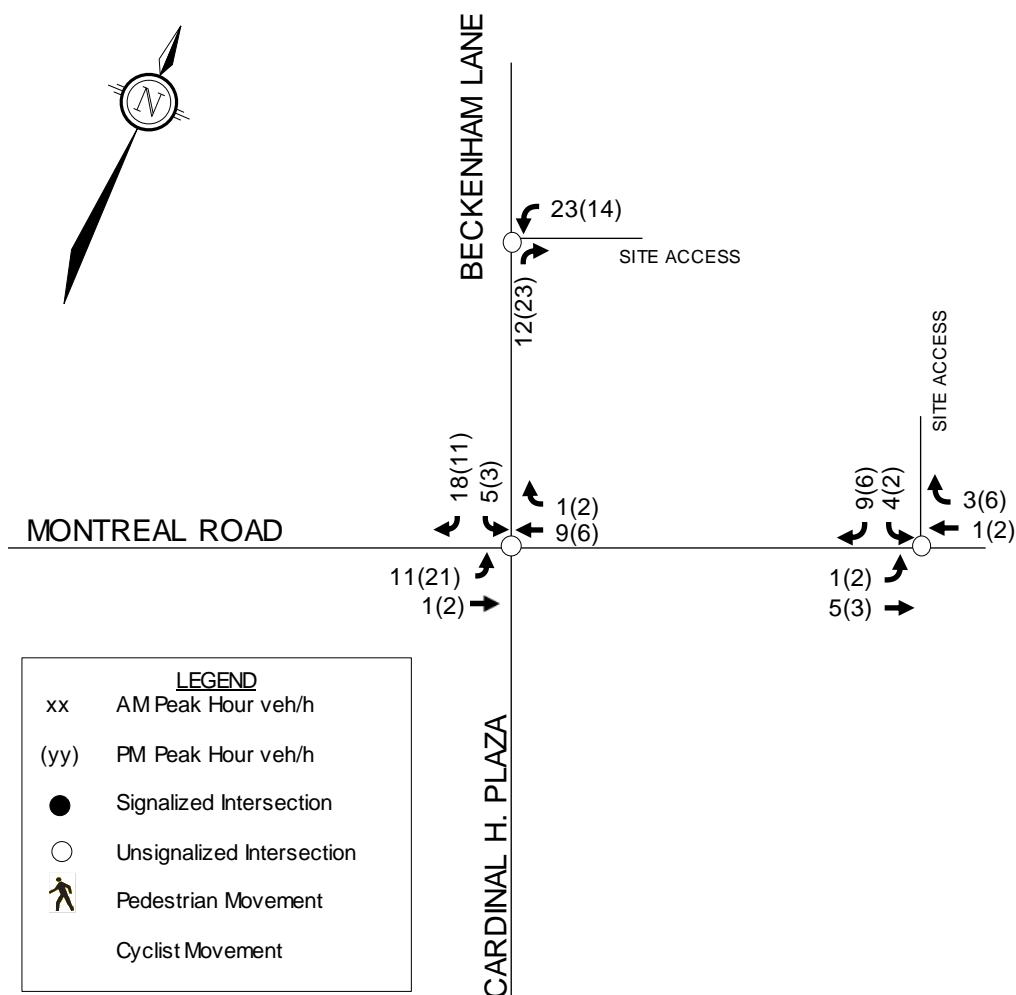 N
BECKENHAM LANE
23(14)
SITE ACCESS
12(23)
SITE ACCESS
18(11)
5(3)
1(2)
9(6)
9(6)
4(2)
3(6)
1(2)
MONTREAL ROAD
11(21)
1(2)
1(2)
5(3)
CARDINAL H. PLAZA
LEGEND
xx AM Peak Hour veh/h
(yy) PM Peak Hour veh/h
Signalized Intersection
Unsignalized Intersection
Pedestrian Movement
Cyclist Movement